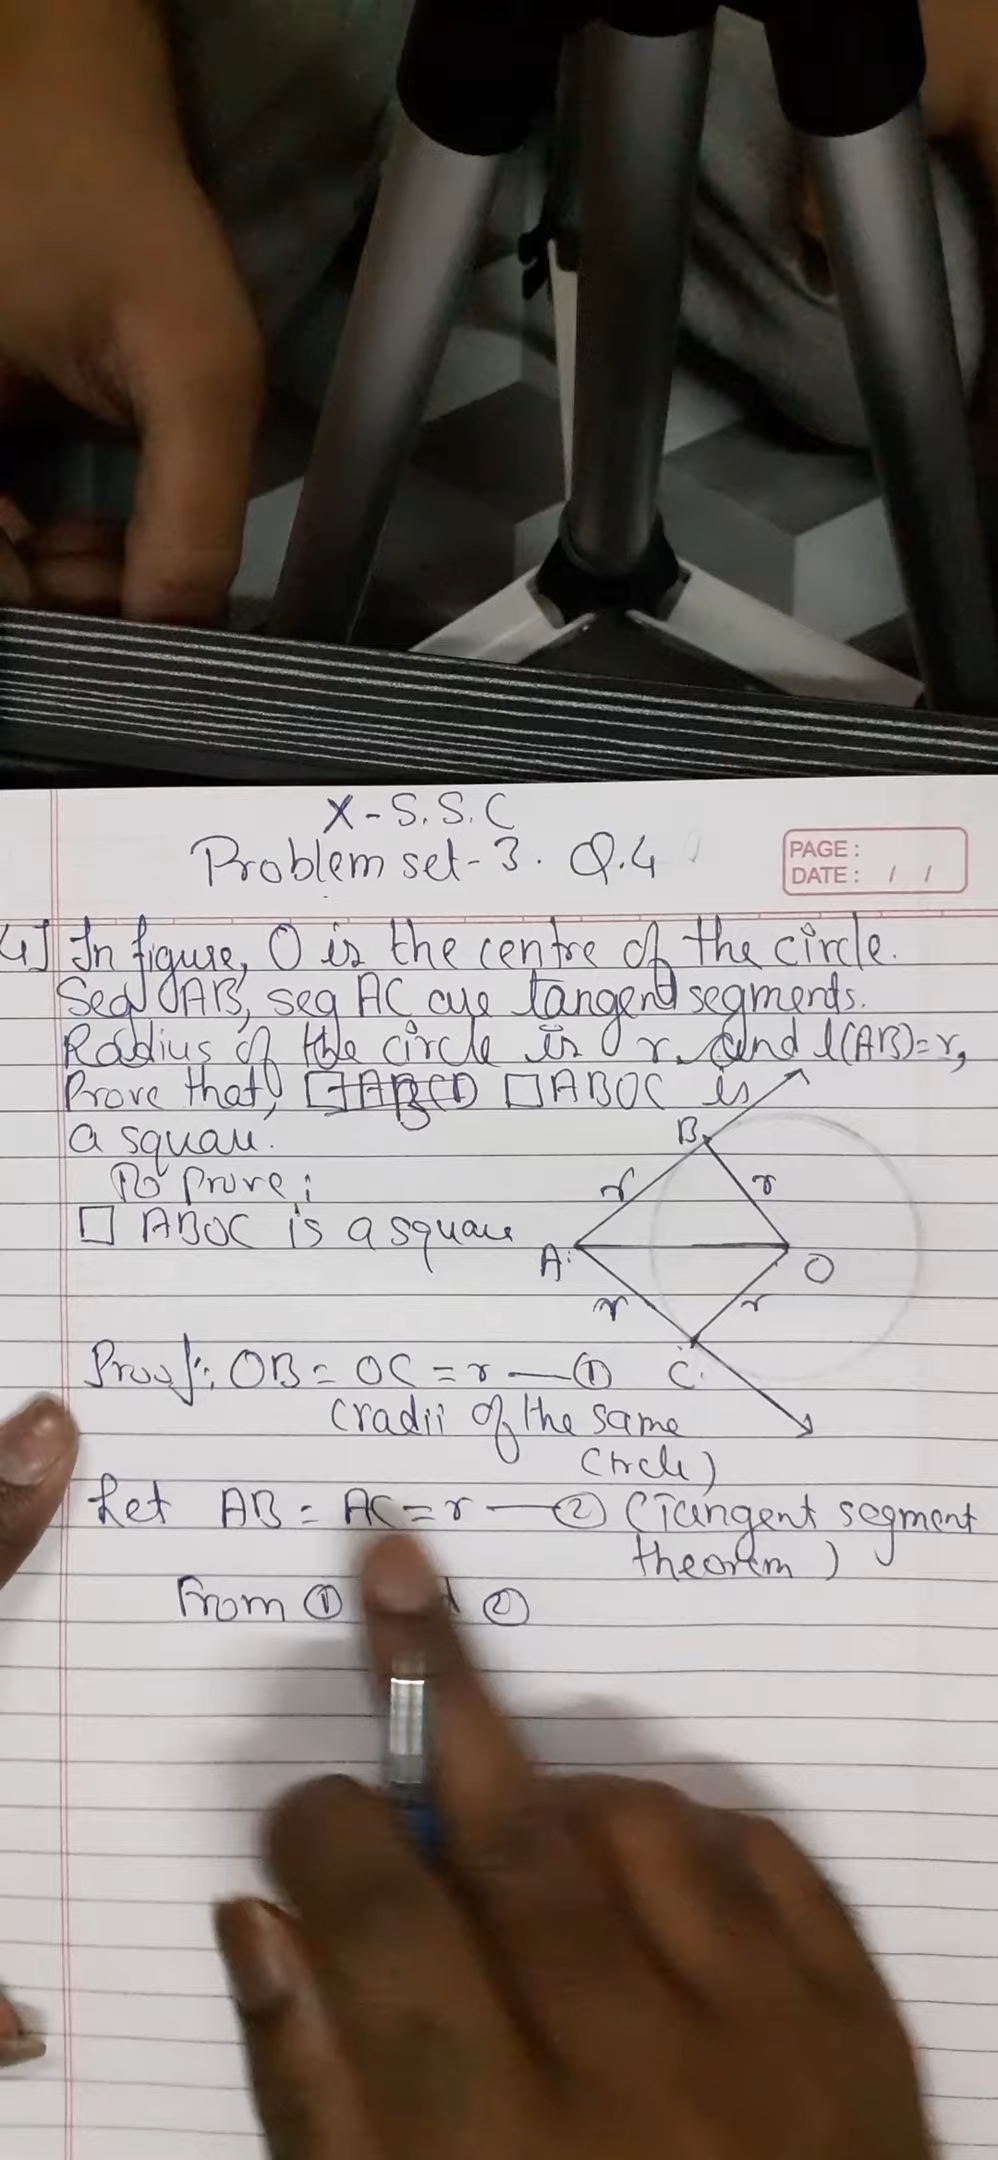 X - S.S.C
Problem set-3. Q.4
PAGE:
DATE: / /
4] In figure, O is the centre of the circle.
Seg AB, seg AC are tangent segments.
Radius of the circle is r and l(AB)=r,
Prove that, □ABCD □ABOC is
a square.
To prove:
□ ABOC is a square
B
r
r
A
O
r
r
C
Proof: OB = OC = r — ①
(radii of the same
circle)
Let AB = AC = r — ② (Tangent segment
theorem)
From ① ②